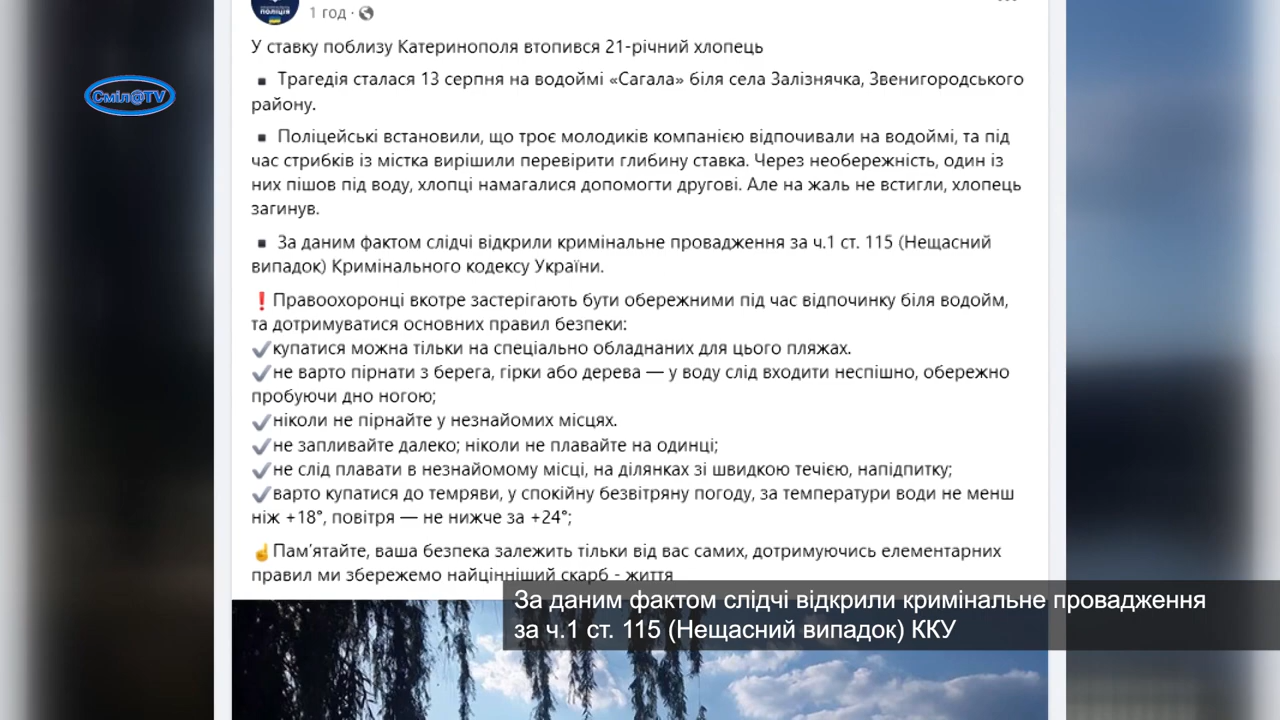 ПОЛІЦІЯ
1 год ·
У ставку поблизу Катеринополя втопився 21-річний хлопець
▪ Трагедія сталася 13 серпня на водоймі «Сагала» біля села Залізнячка, Звенигородського
району.
▪ Поліцейські встановили, що троє молодиків компанією відпочивали на водоймі, та під
час стрибків із містка вирішили перевірити глибину ставка. Через необережність, один із
них пішов під воду, хлопці намагалися допомогти другові. Але на жаль не встигли, хлопець
загинув.
▪ За даним фактом слідчі відкрили кримінальне провадження за ч.1 ст. 115 (Нещасний
випадок) Кримінального кодексу України.
❗Правоохоронці вкотре застерігають бути обережними під час відпочинку біля водойм,
та дотримуватися основних правил безпеки:
✔купатися можна тільки на спеціально обладнаних для цього пляжах.
✔не варто пірнати з берега, гірки або дерева — у воду слід входити неспішно, обережно
пробуючи дно ногою;
✔ніколи не пірнайте у незнайомих місцях.
✔не запливайте далеко; ніколи не плавайте на одинці;
✔не слід плавати в незнайомому місці, на ділянках зі швидкою течією, напідпитку;
✔варто купатися до темряви, у спокійну безвітряну погоду, за температури води не менш
ніж +18°, повітря — не нижче за +24°;
☝Пам'ятайте, ваша безпека залежить тільки від вас самих, дотримуючись елементарних
правил ми збережемо найцінніший скарб - життя
Сміл@TV
За даним фактом слідчі відкрили кримінальне провадження
за ч.1 ст. 115 (Нещасний випадок) ККУ